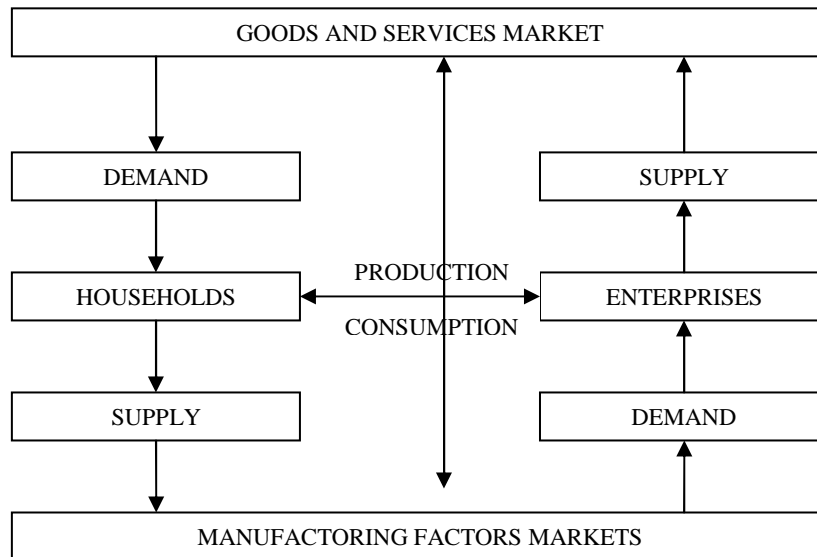 GOODS AND SERVICES MARKET
DEMAND
SUPPLY
PRODUCTION
HOUSEHOLDS
ENTERPRISES
CONSUMPTION
SUPPLY
DEMAND
MANUFACTORING FACTORS MARKETS